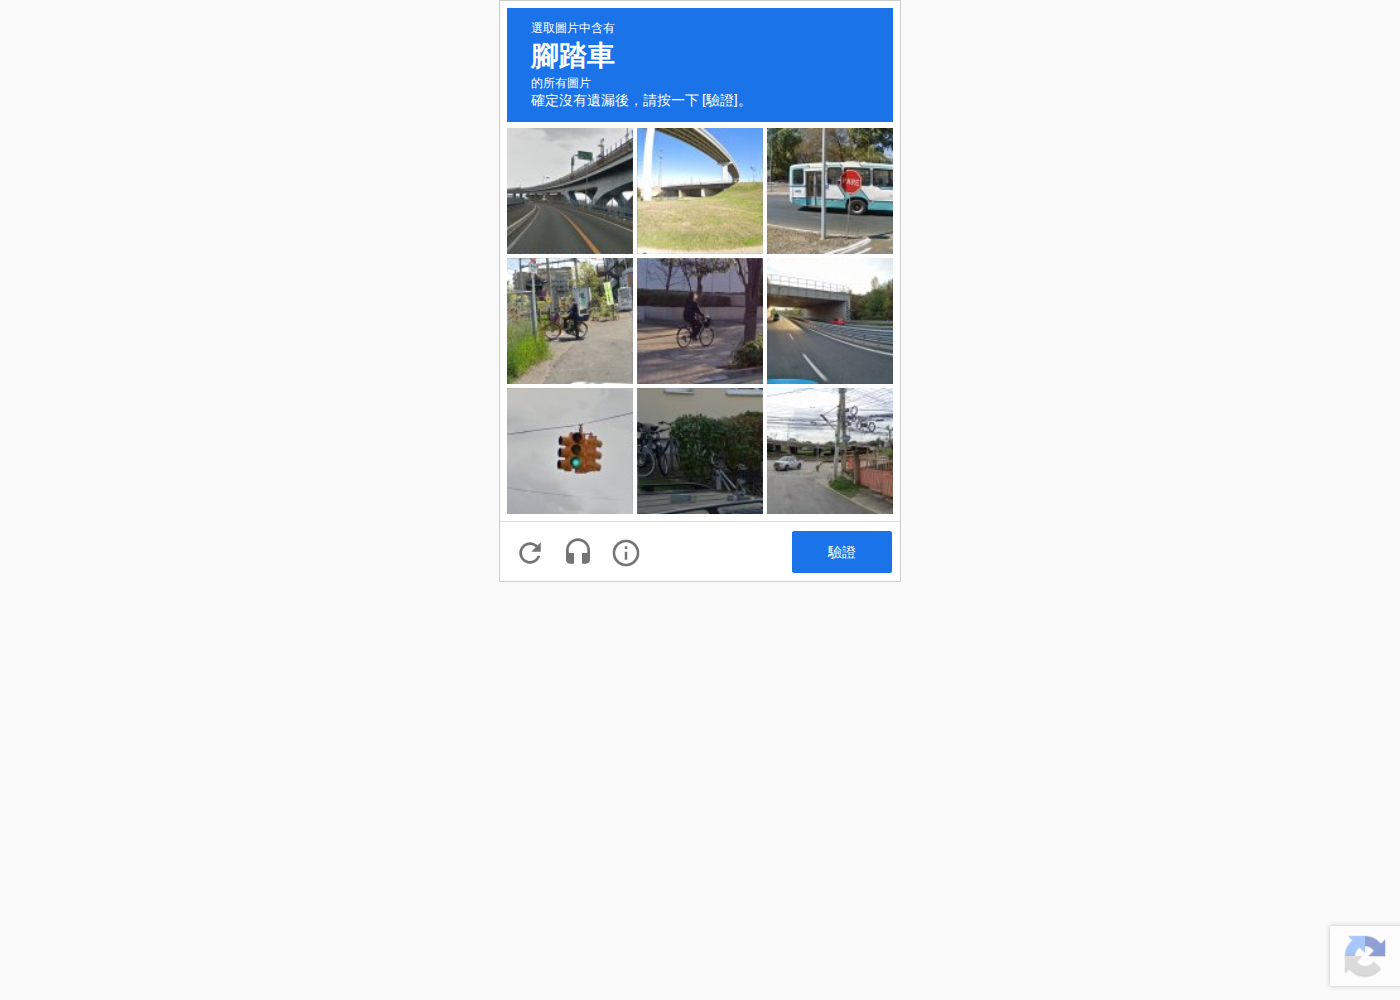 選取圖片中含有
腳踏車
的所有圖片
確定沒有遺漏後，請按一下 [驗證]。
驗證